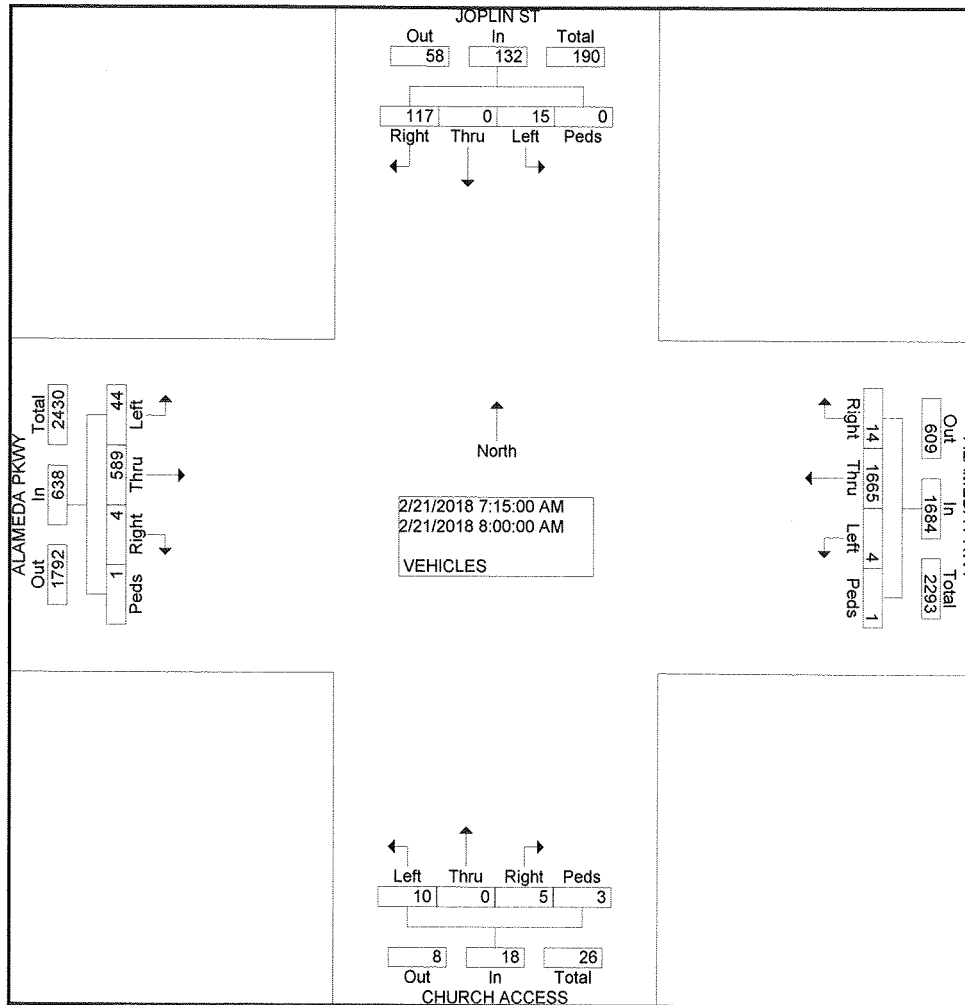 JOPLIN ST
Out In Total
58 132 190
117 0 15 0
Right Thru Left Peds
ALAMEDA PKWY
Out In Total
1792 638 2430
44 589 4 1
Left Thru Right Peds
North
2/21/2018 7:15:00 AM
2/21/2018 8:00:00 AM
VEHICLES
Right Thru Left Peds
14 1665 4 1
Out In Total
609 1684 2293
Left Thru Right Peds
10 0 5 3
8 18 26
Out In Total
CHURCH ACCESS